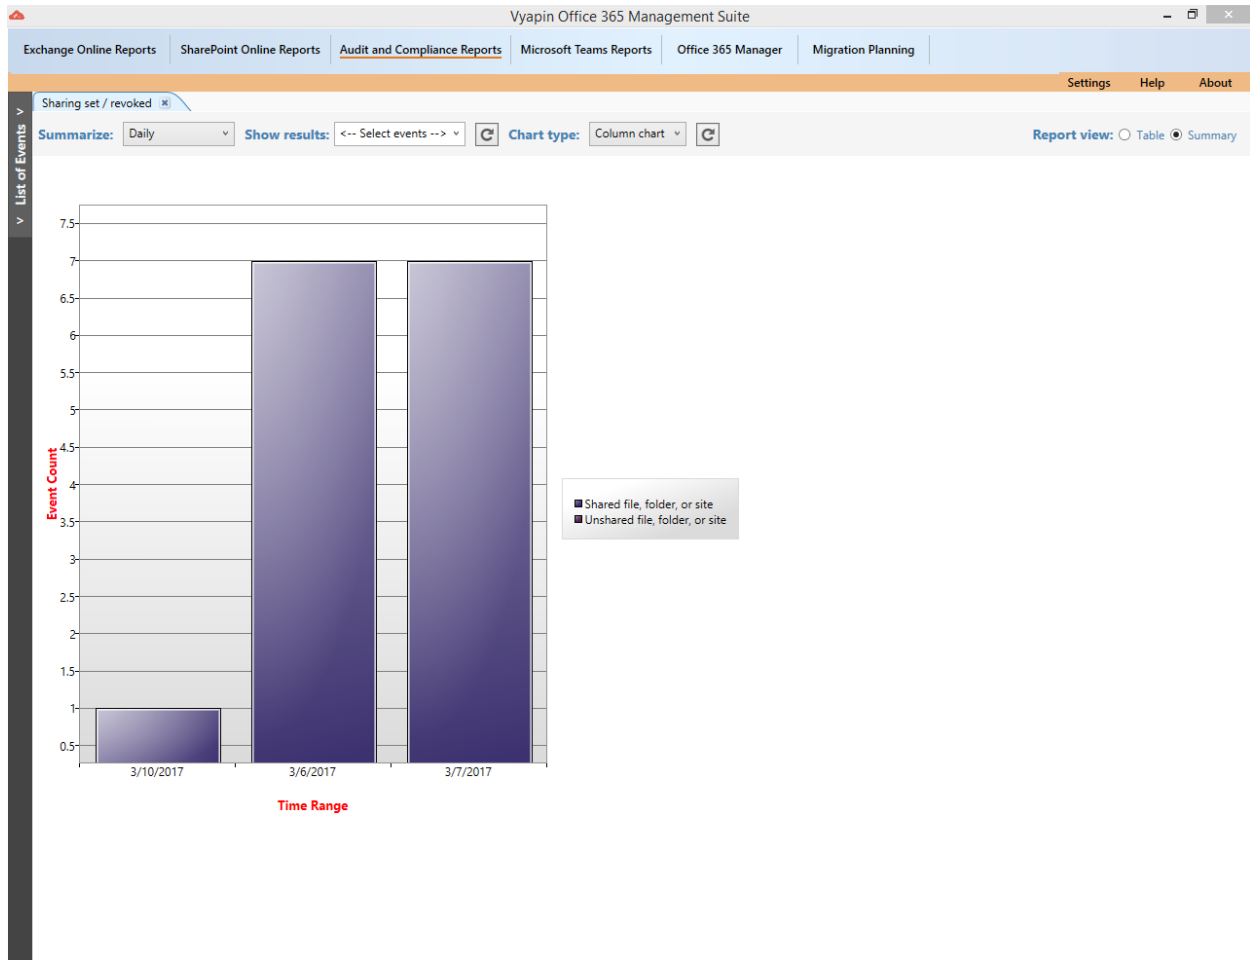 Vyapin Office 365 Management Suite
Exchange Online Reports SharePoint Online Reports Audit and Compliance Reports Microsoft Teams Reports Office 365 Manager Migration Planning
Settings Help About
Sharing set / revoked
Summarize: Daily Show results: <-- Select events --> Chart type: Column chart Report view: Table Summary
> List of Events >
7.5
7
6.5
6
5.5
5
4.5
4
3.5
3
2.5
2
1.5
1
0.5
Event Count
Shared file, folder, or site
Unshared file, folder, or site
3/10/2017 3/6/2017 3/7/2017
Time Range